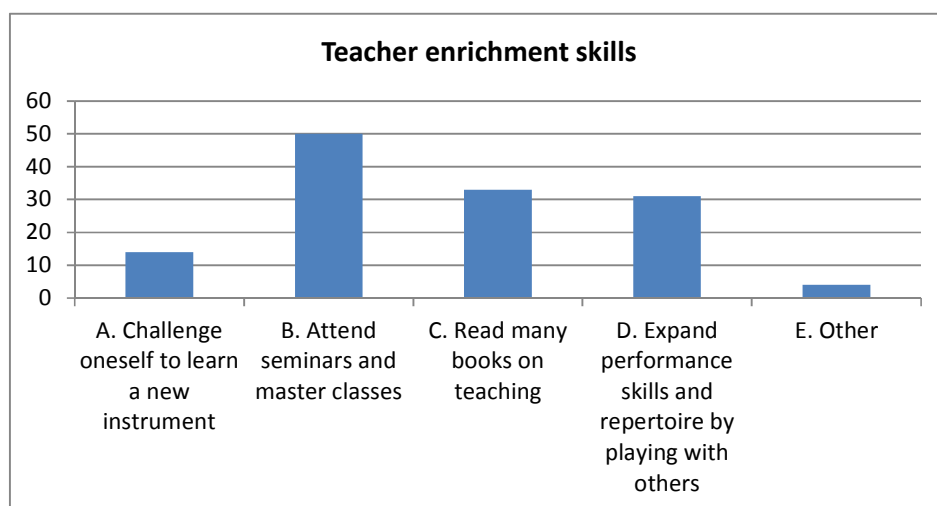 Teacher enrichment skills
60
50
40
30
20
10
0
A. Challenge
oneself to learn
a new
instrument
B. Attend
seminars and
master classes
C. Read many
books on
teaching
D. Expand
performance
skills and
repertoire by
playing with
others
E. Other